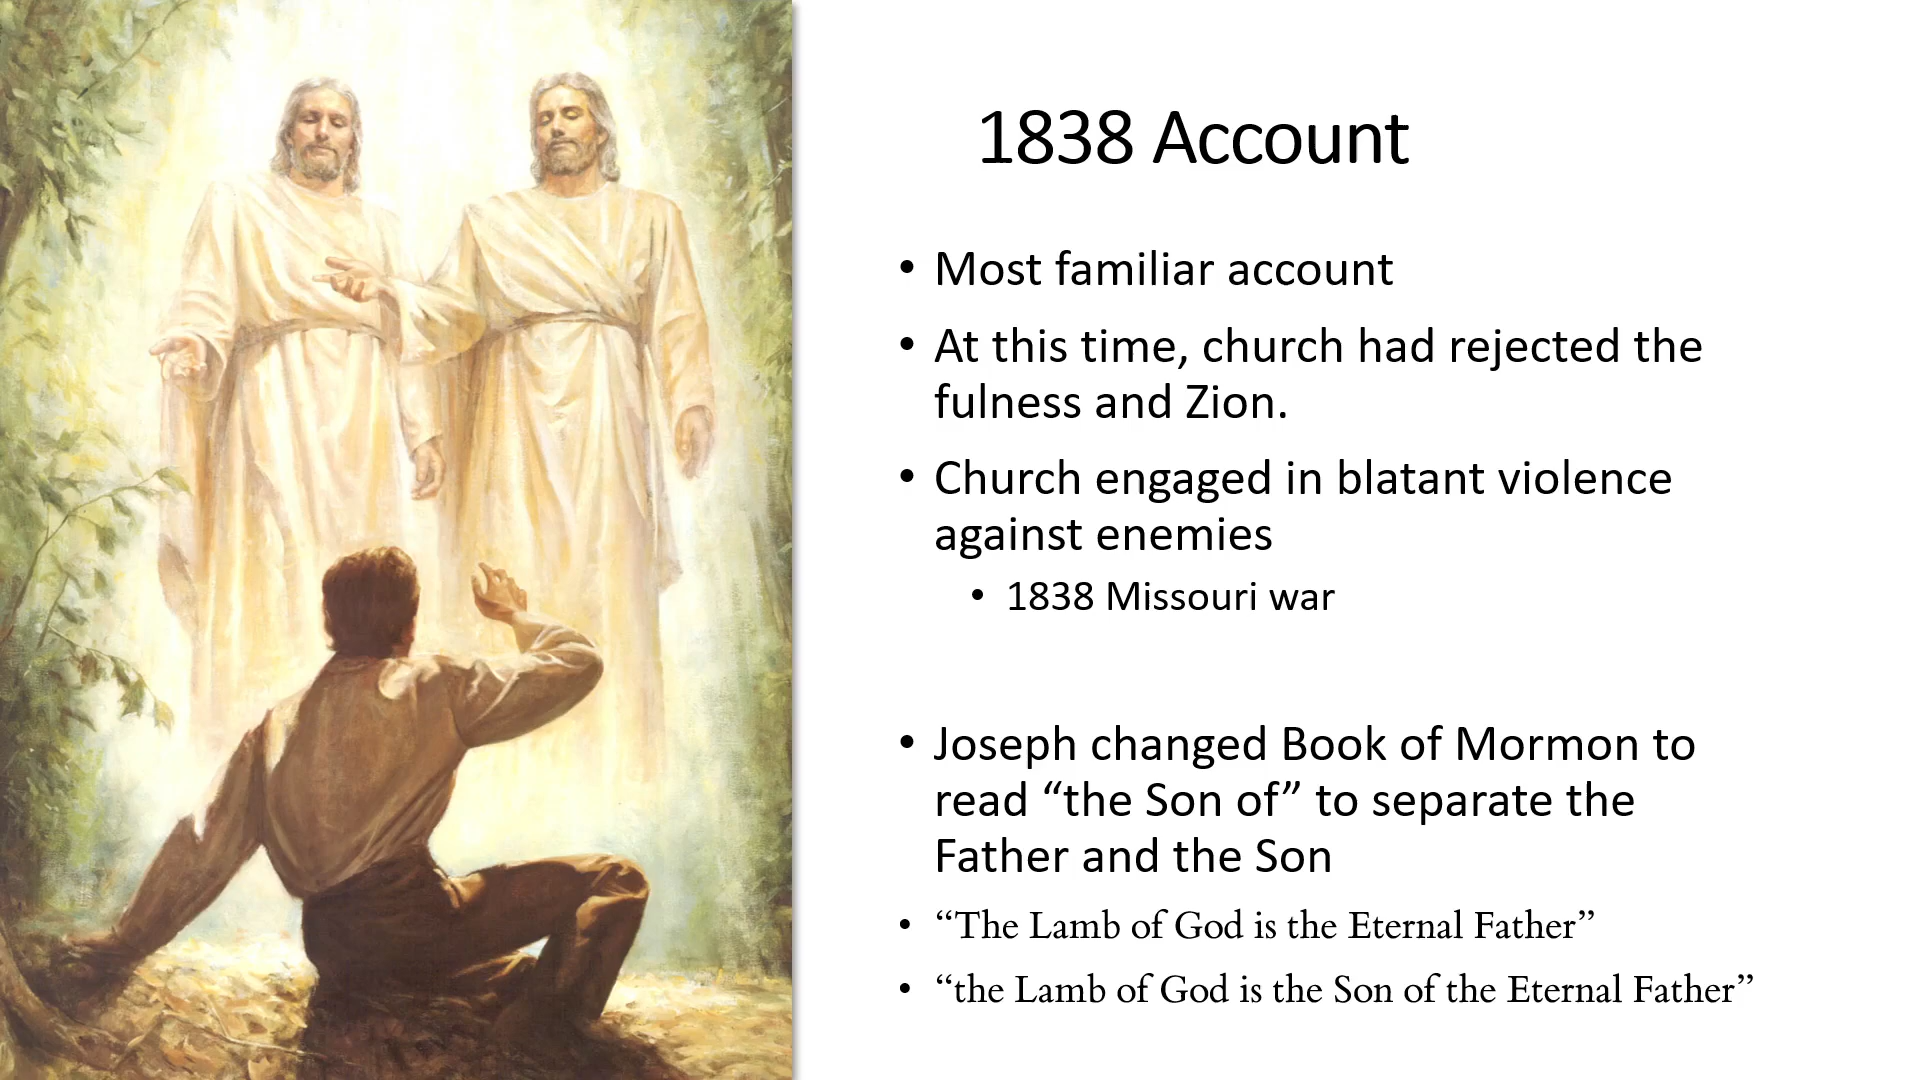 1838 Account
• Most familiar account
• At this time, church had rejected the
fulness and Zion.
• Church engaged in blatant violence
against enemies
• 1838 Missouri war
• Joseph changed Book of Mormon to
read “the Son of” to separate the
Father and the Son
• “The Lamb of God is the Eternal Father”
• “the Lamb of God is the Son of the Eternal Father”